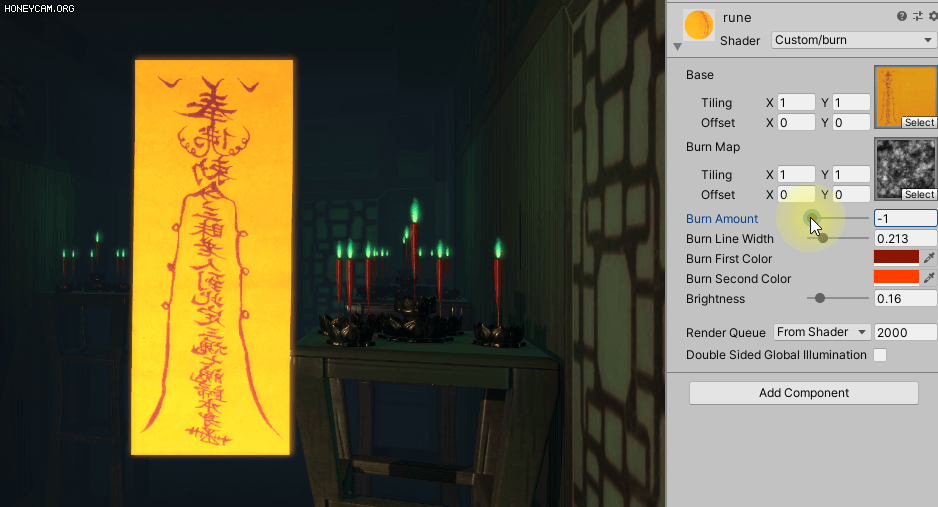 HONEYCAM.ORG
奉
rune
Shader Custom/burn
Base
Tiling X 1 Y 1
Offset X 0 Y 0
Select
Burn Map
Tiling X 1 Y 1
Offset X 0 Y 0
Select
Burn Amount -1
Burn Line Width 0.213
Burn First Color
Burn Second Color
Brightness 0.16
Render Queue From Shader 2000
Double Sided Global Illumination
Add Component